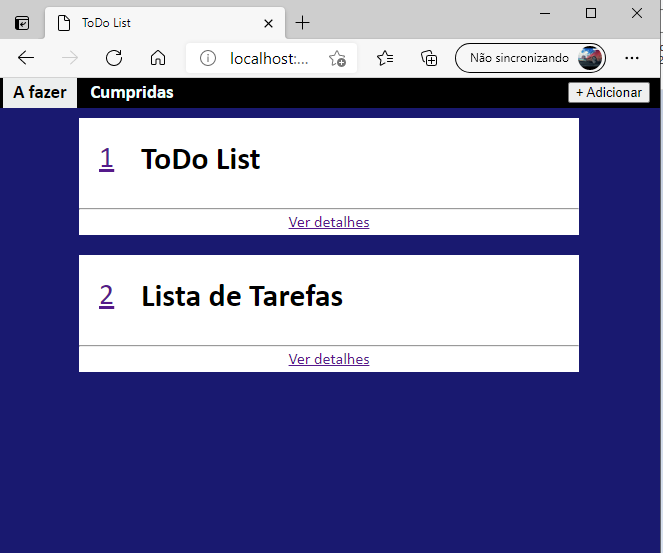 ToDo List
localhost:...
Não sincronizando
A fazer
Cumpridas
+ Adicionar
1 ToDo List
Ver detalhes
2 Lista de Tarefas
Ver detalhes